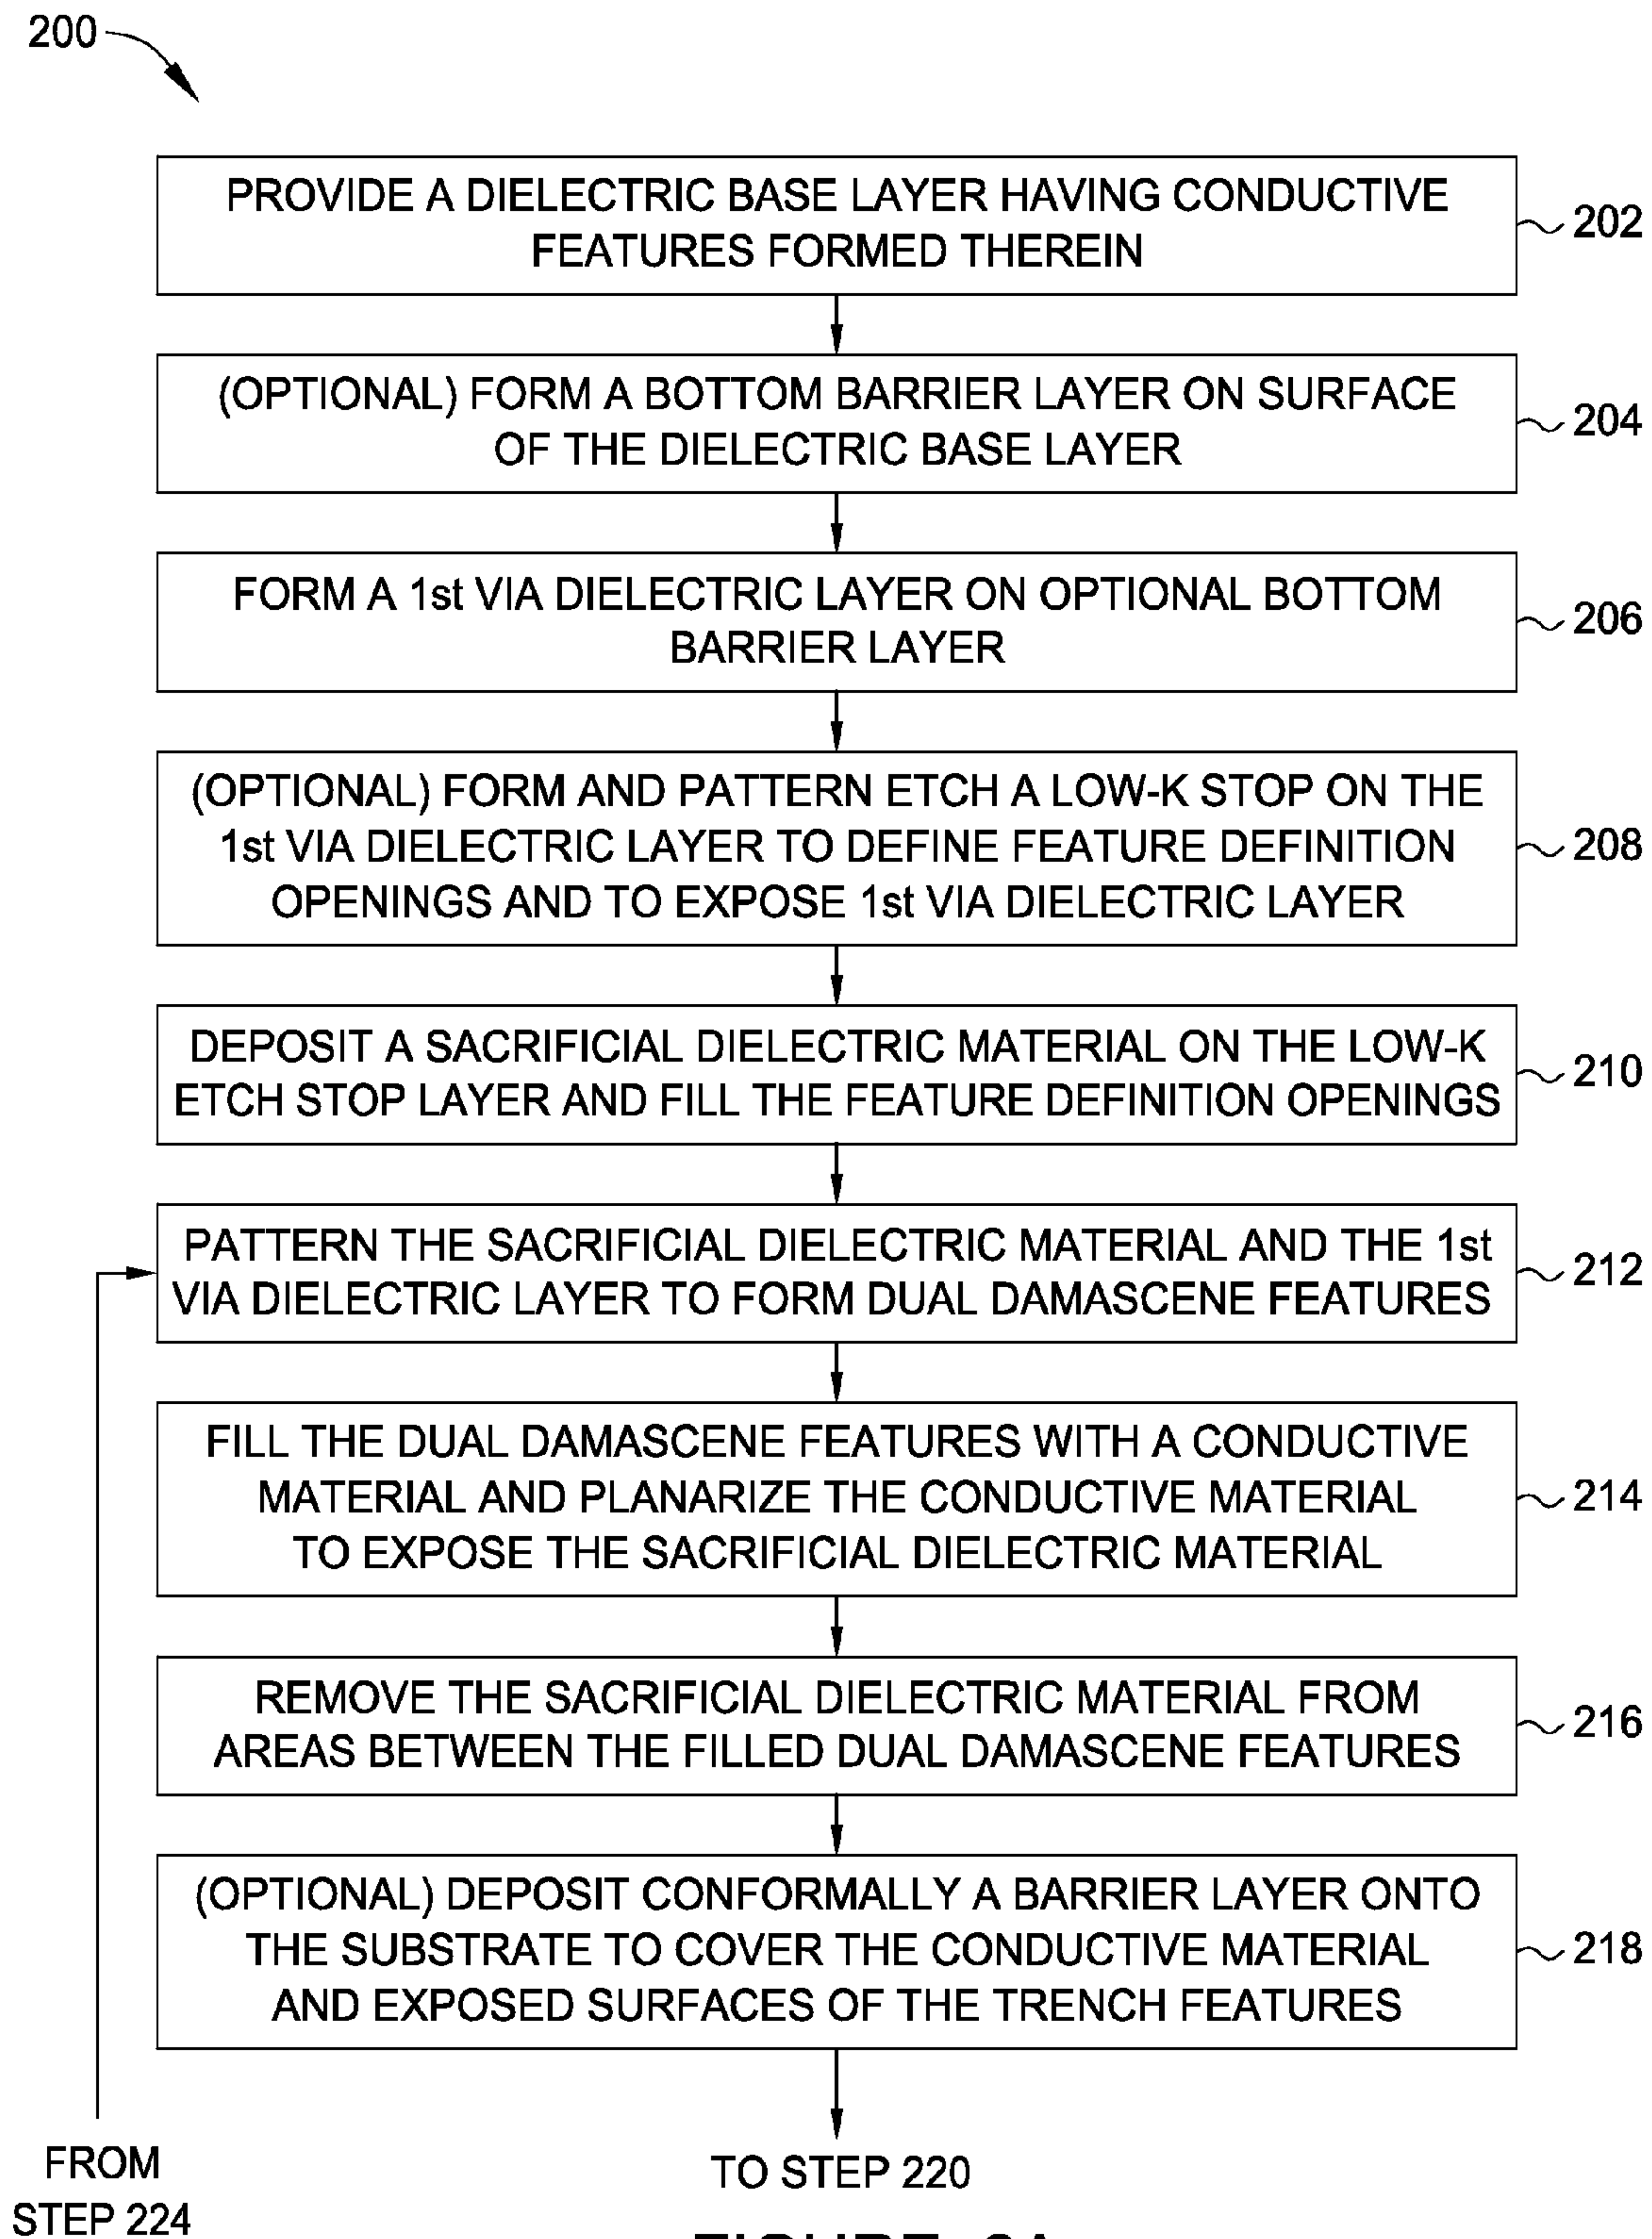 200
PROVIDE A DIELECTRIC BASE LAYER HAVING CONDUCTIVE
FEATURES FORMED THEREIN
202
(OPTIONAL) FORM A BOTTOM BARRIER LAYER ON SURFACE
OF THE DIELECTRIC BASE LAYER
204
FORM A 1st VIA DIELECTRIC LAYER ON OPTIONAL BOTTOM
BARRIER LAYER
206
(OPTIONAL) FORM AND PATTERN ETCH A LOW-K STOP ON THE
1st VIA DIELECTRIC LAYER TO DEFINE FEATURE DEFINITION
OPENINGS AND TO EXPOSE 1st VIA DIELECTRIC LAYER
208
DEPOSIT A SACRIFICIAL DIELECTRIC MATERIAL ON THE LOW-K
ETCH STOP LAYER AND FILL THE FEATURE DEFINITION OPENINGS
210
PATTERN THE SACRIFICIAL DIELECTRIC MATERIAL AND THE 1st
VIA DIELECTRIC LAYER TO FORM DUAL DAMASCENE FEATURES
212
FILL THE DUAL DAMASCENE FEATURES WITH A CONDUCTIVE
MATERIAL AND PLANARIZE THE CONDUCTIVE MATERIAL
TO EXPOSE THE SACRIFICIAL DIELECTRIC MATERIAL
214
REMOVE THE SACRIFICIAL DIELECTRIC MATERIAL FROM
AREAS BETWEEN THE FILLED DUAL DAMASCENE FEATURES
216
(OPTIONAL) DEPOSIT CONFORMALLY A BARRIER LAYER ONTO
THE SUBSTRATE TO COVER THE CONDUCTIVE MATERIAL
AND EXPOSED SURFACES OF THE TRENCH FEATURES
218
FROM
STEP 224
TO STEP 220